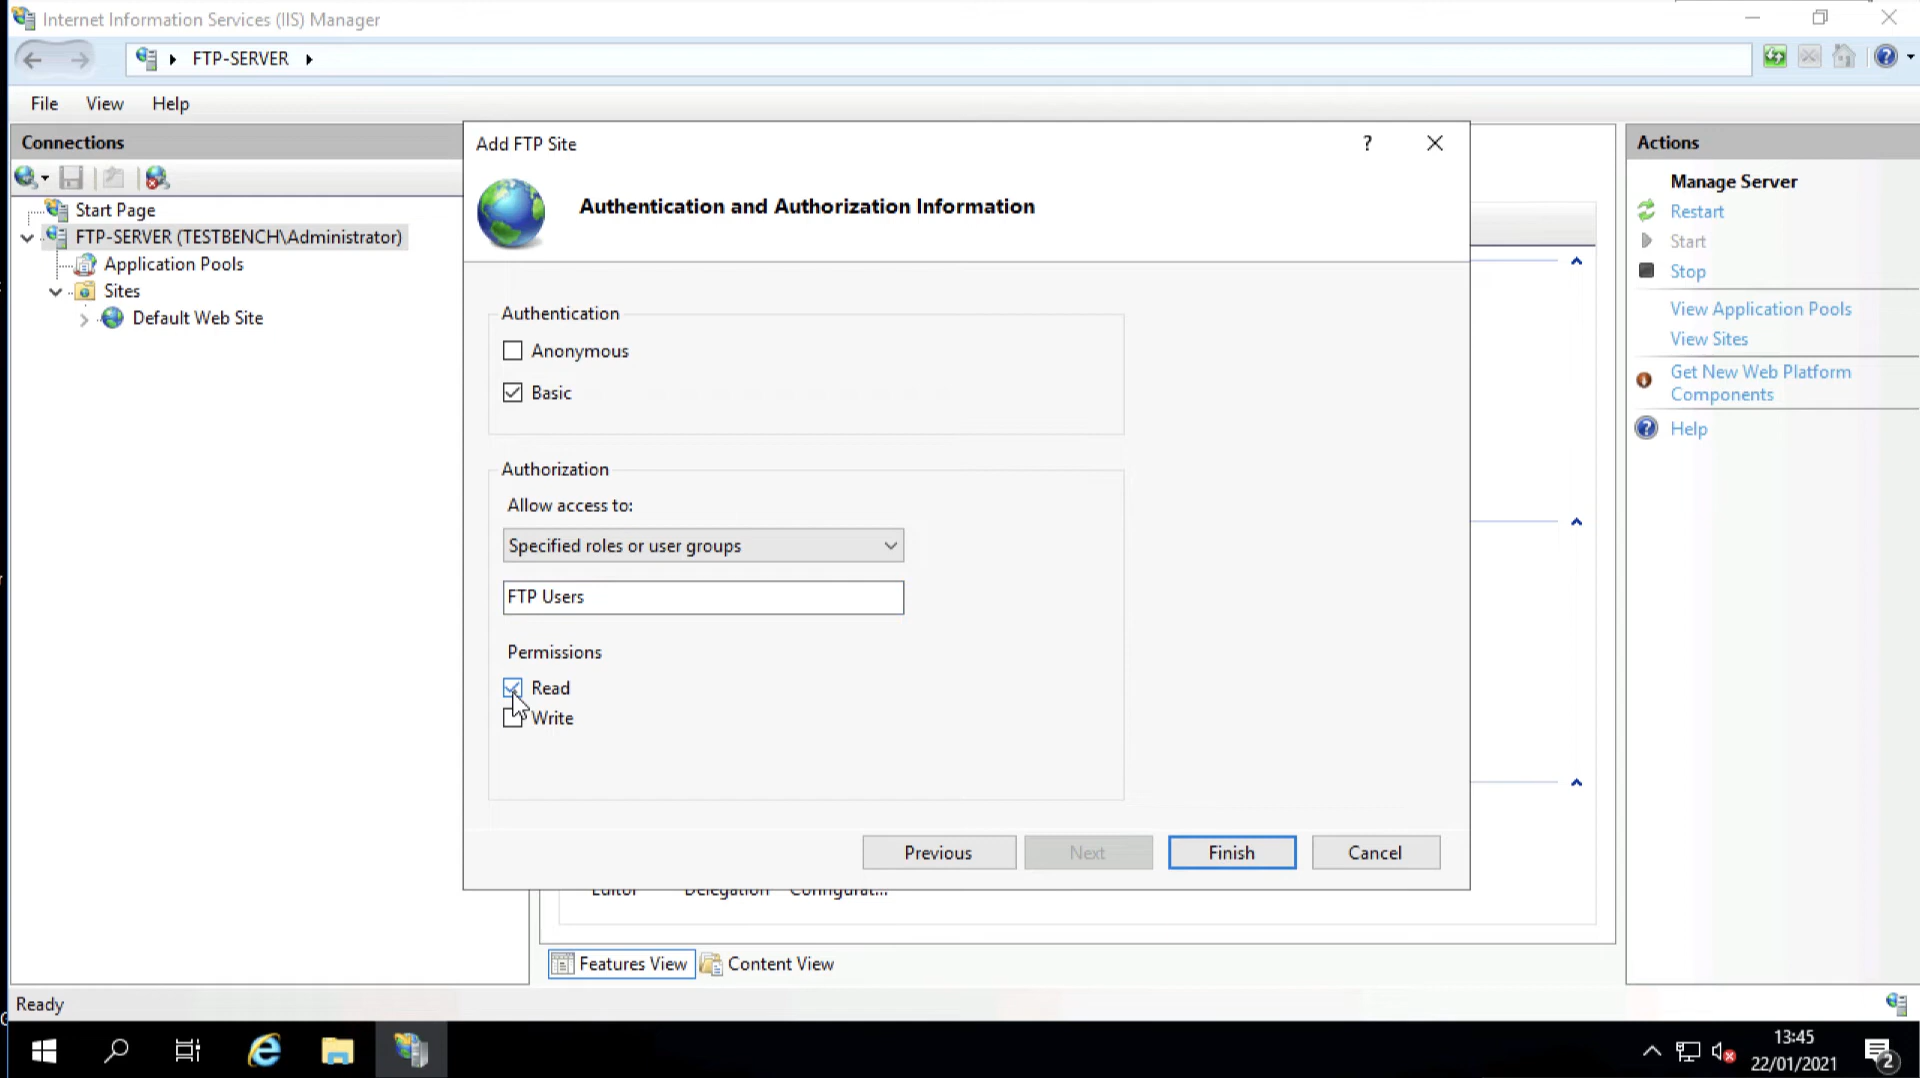 Internet Information Services (IIS) Manager
FTP-SERVER
File View Help
Connections
Start Page
FTP-SERVER (TESTBENCH\Administrator)
Application Pools
Sites
Default Web Site
Add FTP Site
?
Authentication and Authorization Information
Authentication
Anonymous
Basic
Authorization
Allow access to:
Specified roles or user groups
FTP Users
Permissions
Read
Write
Previous Next Finish Cancel
Editor Delegation Configurat...
Features View Content View
Actions
Manage Server
Restart
Start
Stop
View Application Pools
View Sites
Get New Web Platform
Components
Help
Ready
13:45
22/01/2021
2